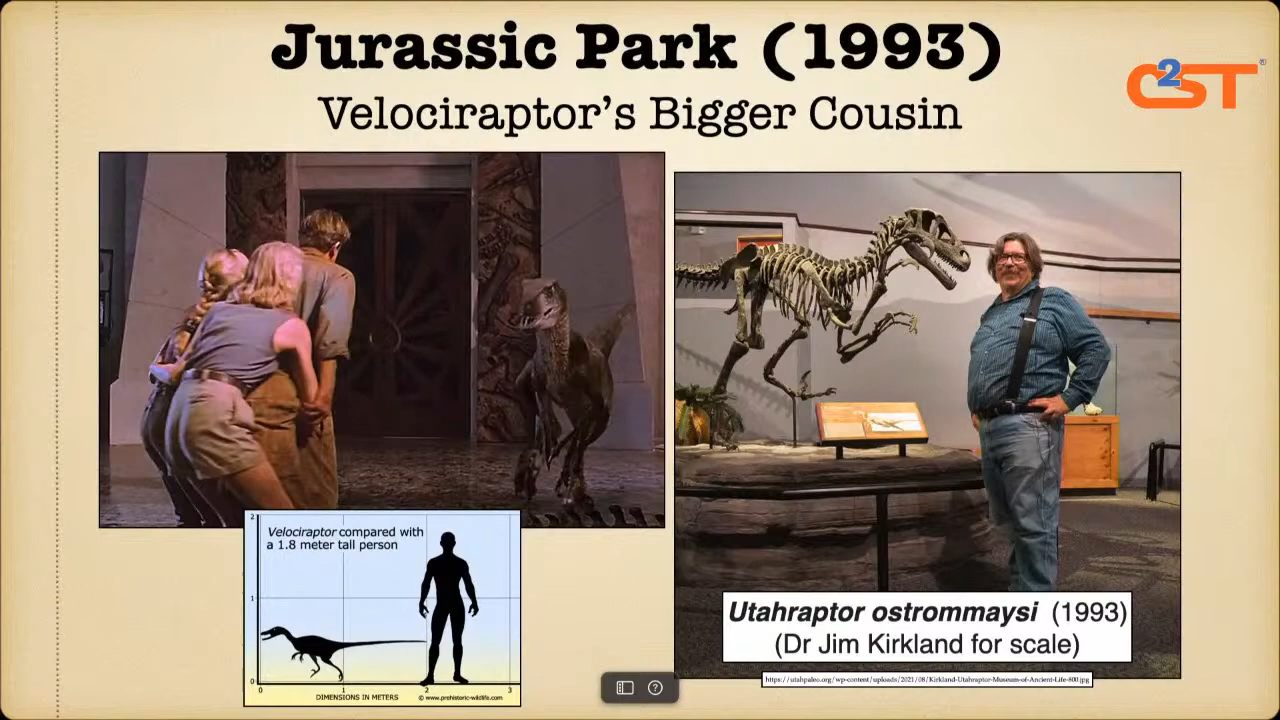 Jurassic Park (1993)
Velociraptor's Bigger Cousin
C2ST®
Velociraptor compared with
a 1.8 meter tall person
2
1
0
0 1 2 3
DIMENSIONS IN METERS © www.prehistoric-wildlife.com
Utahraptor ostrommaysi (1993)
(Dr Jim Kirkland for scale)
https://utahpaleo.org/wp-content/uploads/2021/08/Kirkland-Utahraptor-Museum-of-Ancient-Life-800.jpg